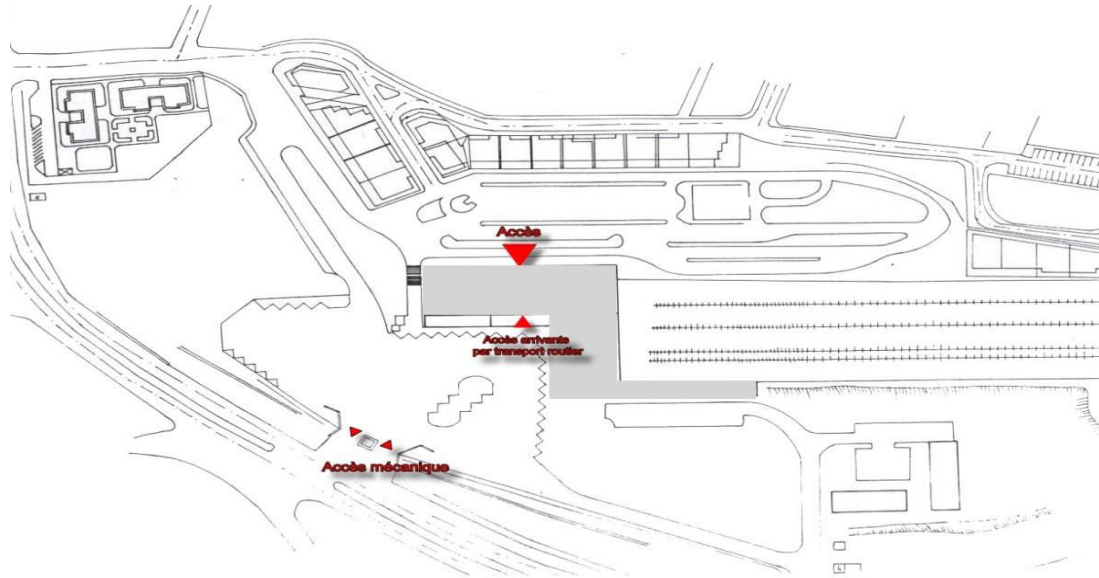 Accès
Accès arrivants
par transport routier
Accès mécanique